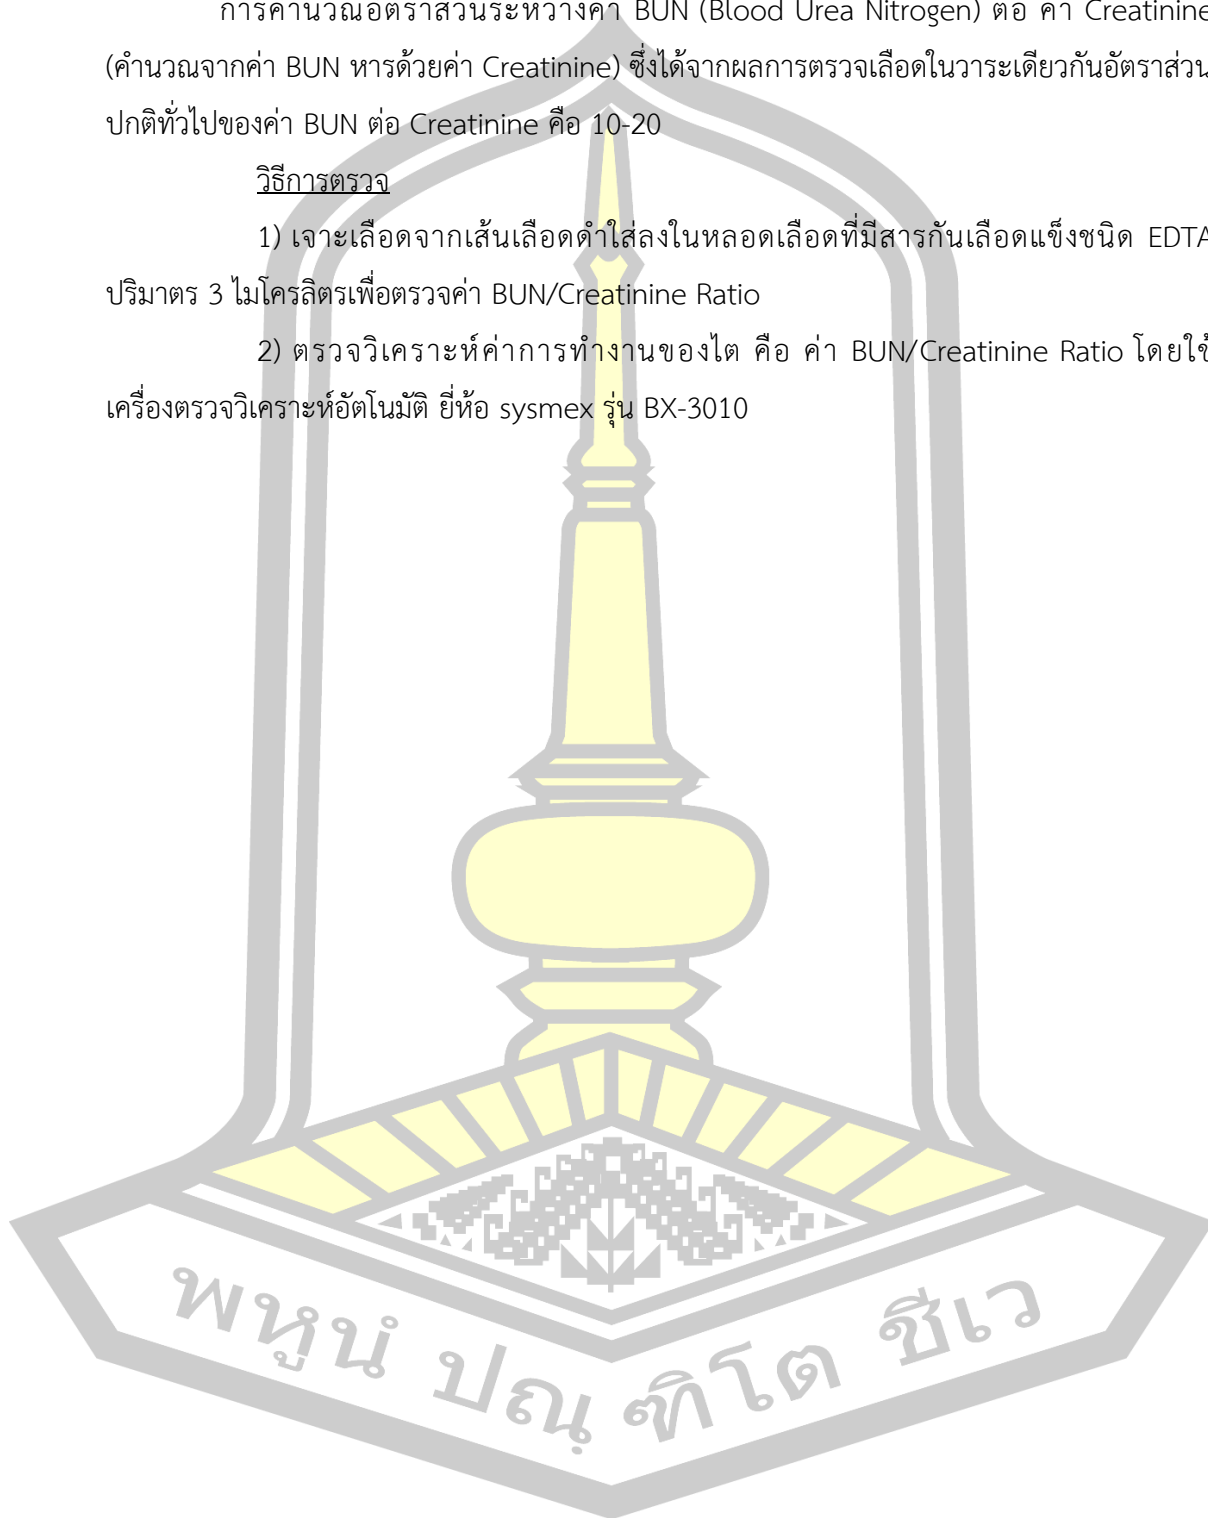 การคำนวณอัตราส่วนระหว่างค่า BUN (Blood Urea Nitrogen) ต่อ ค่า Creatinine
(คำนวณจากค่า BUN หารด้วยค่า Creatinine) ซึ่งได้จากผลการตรวจเลือดในวาระเดียวกันอัตราส่วน
ปกติทั่วไปของค่า BUN ต่อ Creatinine คือ 10-20
วิธีการตรวจ
1) เจาะเลือดจากเส้นเลือดดำใส่ลงในหลอดเลือดที่มีสารกันเลือดแข็งชนิด EDTA
ปริมาตร 3 ไมโครลิตรเพื่อตรวจค่า BUN/Creatinine Ratio
2) ตรวจวิเคราะห์ค่าการทำงานของไต คือ ค่า BUN/Creatinine Ratio โดยใช้
เครื่องตรวจวิเคราะห์อัตโนมัติ ยี่ห้อ sysmex รุ่น BX-3010
พหูนํ ปณฺ ฑิโต ชีเว